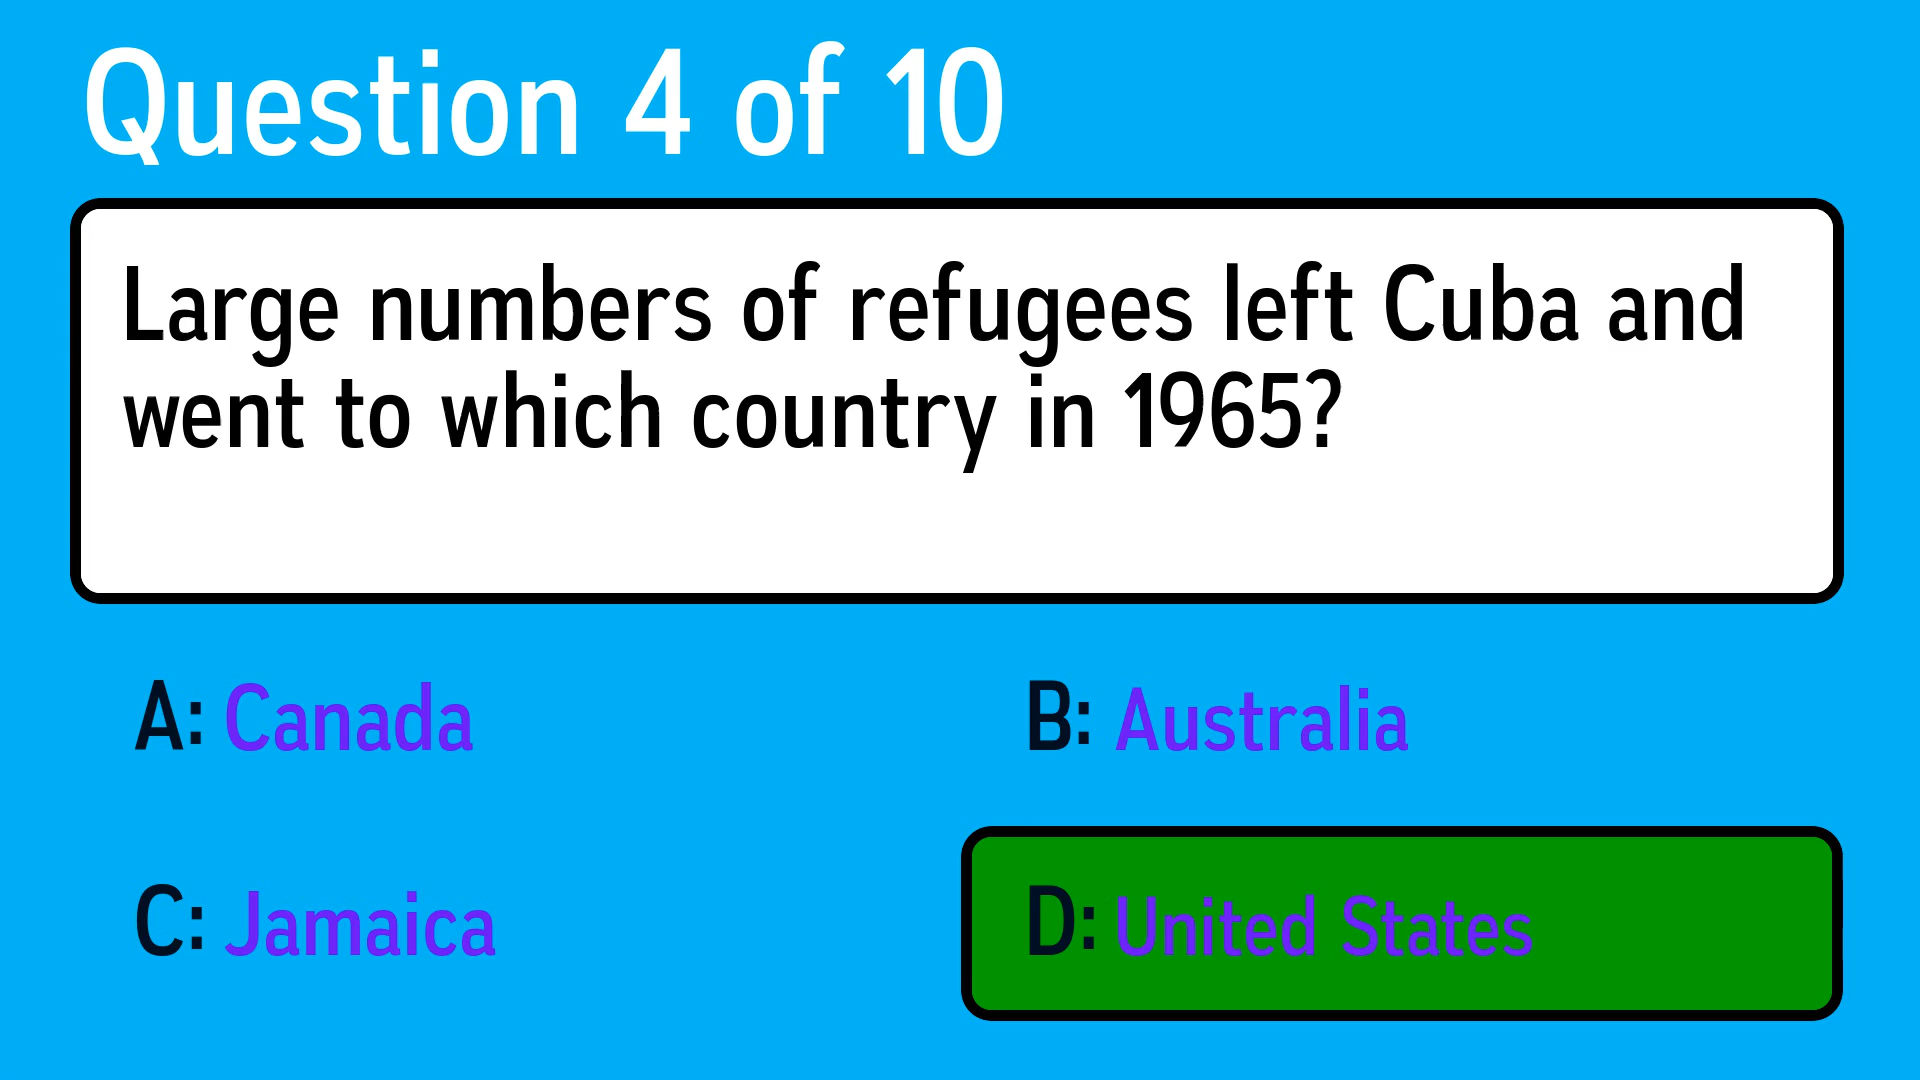 Question 4 of 10
Large numbers of refugees left Cuba and
went to which country in 1965?
A: Canada
B: Australia
C: Jamaica
D: United States